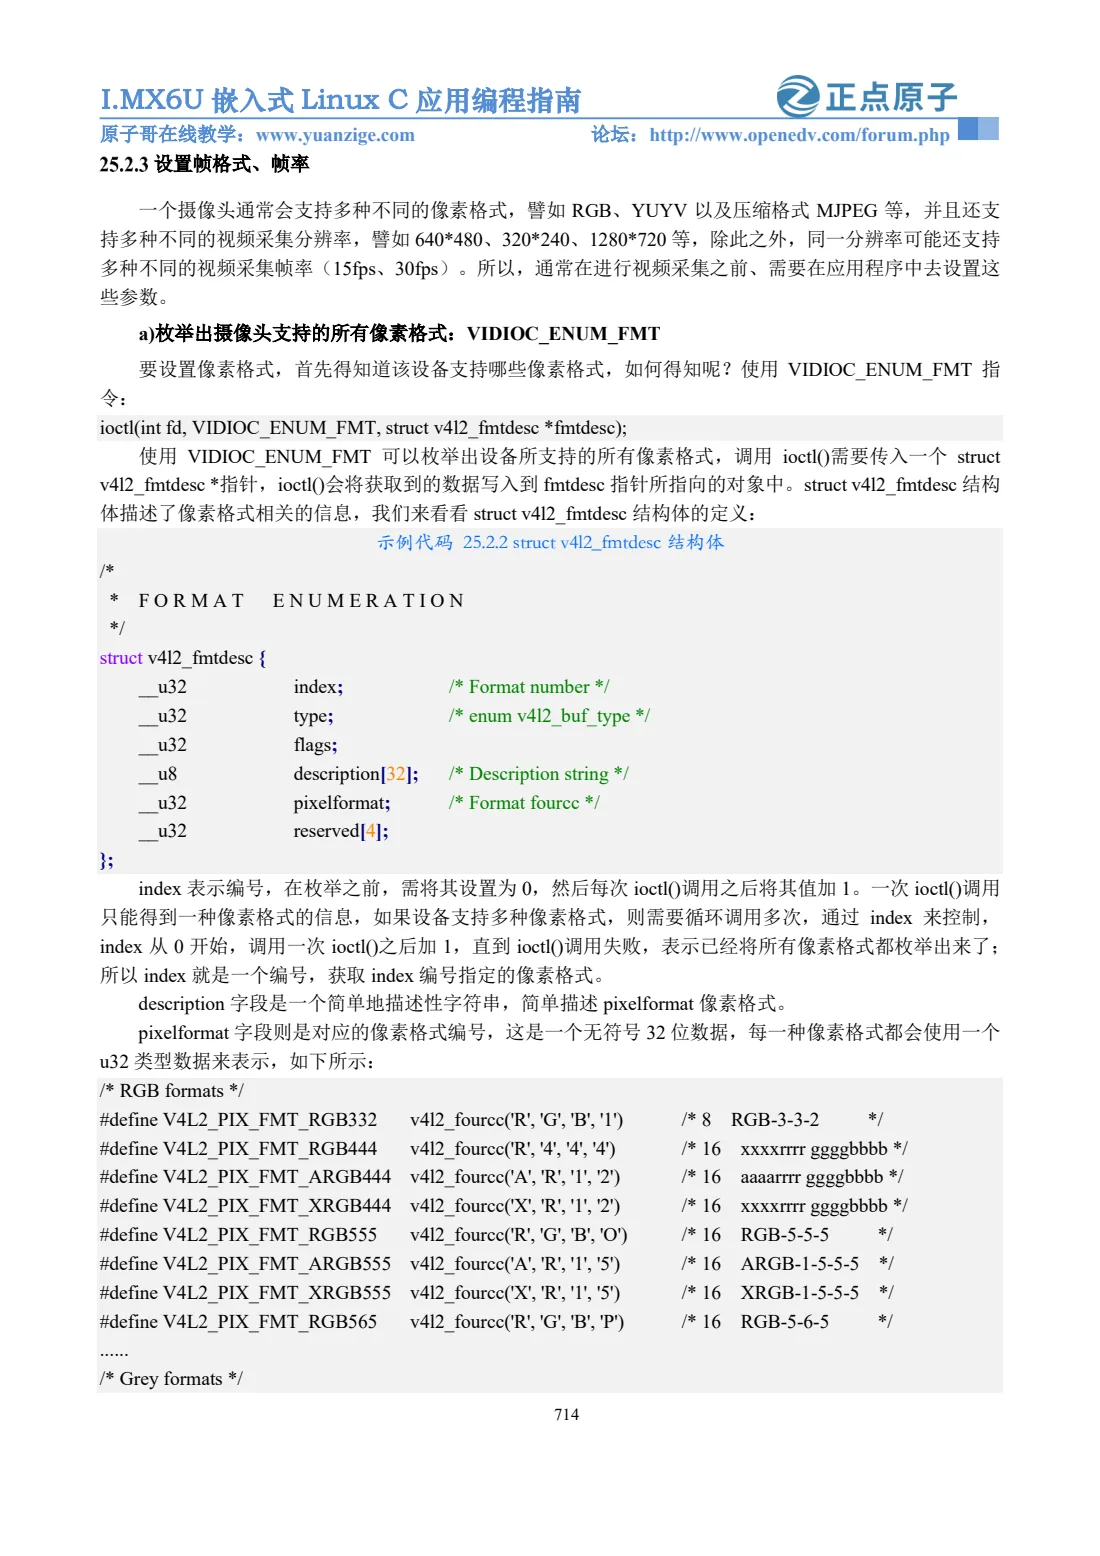 I.MX6U 嵌入式 Linux C 应用编程指南
正点原子
原子哥在线教学：www.yuanzige.com 论坛：http://www.openedv.com/forum.php
25.2.3 设置帧格式、帧率
一个摄像头通常会支持多种不同的像素格式，譬如 RGB、YUYV 以及压缩格式 MJPEG 等，并且还支
持多种不同的视频采集分辨率，譬如 640*480、320*240、1280*720 等，除此之外，同一分辨率可能还支持
多种不同的视频采集帧率（15fps、30fps）。所以，通常在进行视频采集之前、需要在应用程序中去设置这
些参数。
a)枚举出摄像头支持的所有像素格式：VIDIOC_ENUM_FMT
要设置像素格式，首先得知道该设备支持哪些像素格式，如何得知呢？使用 VIDIOC_ENUM_FMT 指
令：
ioctl(int fd, VIDIOC_ENUM_FMT, struct v4l2_fmtdesc *fmtdesc);
使用 VIDIOC_ENUM_FMT 可以枚举出设备所支持的所有像素格式，调用 ioctl()需要传入一个 struct
v4l2_fmtdesc *指针，ioctl()会将获取到的数据写入到 fmtdesc 指针所指向的对象中。struct v4l2_fmtdesc 结构
体描述了像素格式相关的信息，我们来看看 struct v4l2_fmtdesc 结构体的定义：
示例代码 25.2.2 struct v4l2_fmtdesc 结构体
/*
* F O R M A T E N U M E R A T I O N
*/
struct v4l2_fmtdesc {
__u32 index; /* Format number */
__u32 type; /* enum v4l2_buf_type */
__u32 flags;
__u8 description[32]; /* Description string */
__u32 pixelformat; /* Format fourcc */
__u32 reserved[4];
};
index 表示编号，在枚举之前，需将其设置为 0，然后每次 ioctl()调用之后将其值加 1。一次 ioctl()调用
只能得到一种像素格式的信息，如果设备支持多种像素格式，则需要循环调用多次，通过 index 来控制，
index 从 0 开始，调用一次 ioctl()之后加 1，直到 ioctl()调用失败，表示已经将所有像素格式都枚举出来了；
所以 index 就是一个编号，获取 index 编号指定的像素格式。
description 字段是一个简单地描述性字符串，简单描述 pixelformat 像素格式。
pixelformat 字段则是对应的像素格式编号，这是一个无符号 32 位数据，每一种像素格式都会使用一个
u32 类型数据来表示，如下所示：
/* RGB formats */
#define V4L2_PIX_FMT_RGB332 v4l2_fourcc('R', 'G', 'B', '1') /* 8 RGB-3-3-2 */
#define V4L2_PIX_FMT_RGB444 v4l2_fourcc('R', '4', '4', '4') /* 16 xxxxrrrr ggggbbbb */
#define V4L2_PIX_FMT_ARGB444 v4l2_fourcc('A', 'R', '1', '2') /* 16 aaaarrrr ggggbbbb */
#define V4L2_PIX_FMT_XRGB444 v4l2_fourcc('X', 'R', '1', '2') /* 16 xxxxrrrr ggggbbbb */
#define V4L2_PIX_FMT_RGB555 v4l2_fourcc('R', 'G', 'B', 'O') /* 16 RGB-5-5-5 */
#define V4L2_PIX_FMT_ARGB555 v4l2_fourcc('A', 'R', '1', '5') /* 16 ARGB-1-5-5-5 */
#define V4L2_PIX_FMT_XRGB555 v4l2_fourcc('X', 'R', '1', '5') /* 16 XRGB-1-5-5-5 */
#define V4L2_PIX_FMT_RGB565 v4l2_fourcc('R', 'G', 'B', 'P') /* 16 RGB-5-6-5 */
......
/* Grey formats */
714